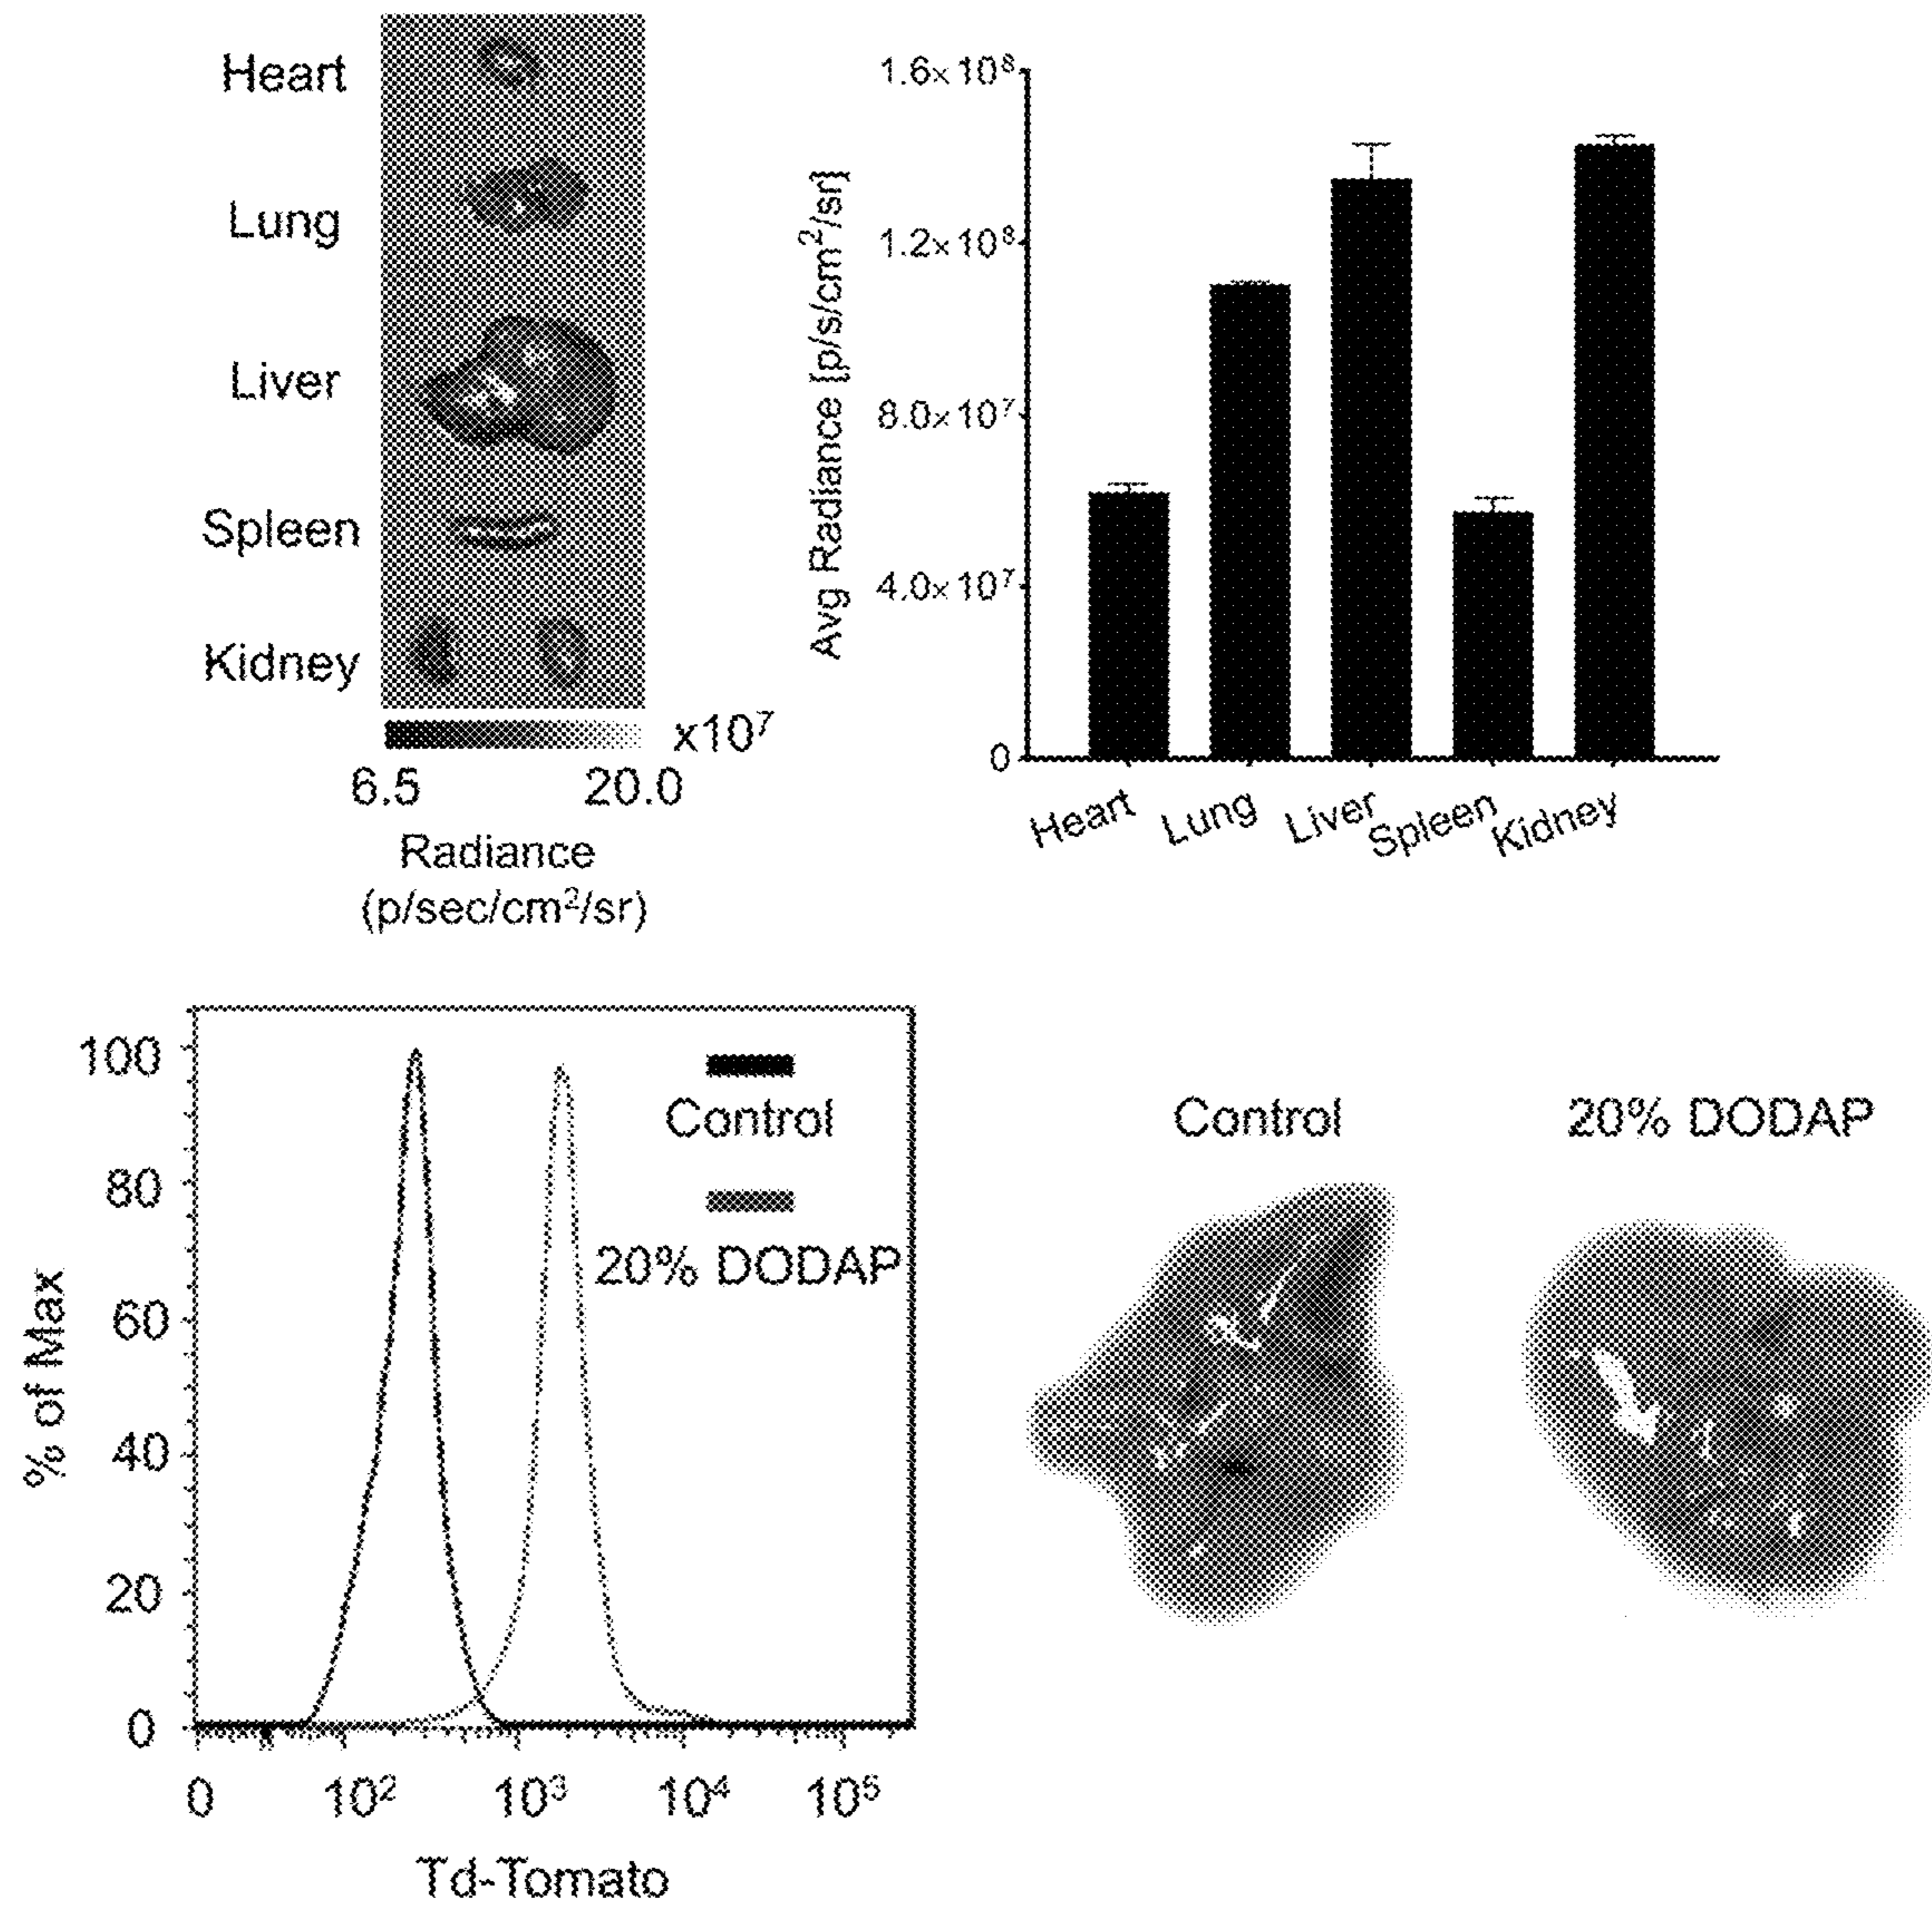 Heart
Lung
Liver
Spleen
Kidney
x10⁷
6.5 20.0
Radiance
(p/sec/cm²/sr)
Avg Radiance [p/s/cm²/sr]
1.6×10⁸
1.2×10⁸
8.0×10⁷
4.0×10⁷
0
Heart
Lung
Liver
Spleen
Kidney
% of Max
100
80
60
40
20
0
Control
20% DODAP
0 10² 10³ 10⁴ 10⁵
Td-Tomato
Control
20% DODAP